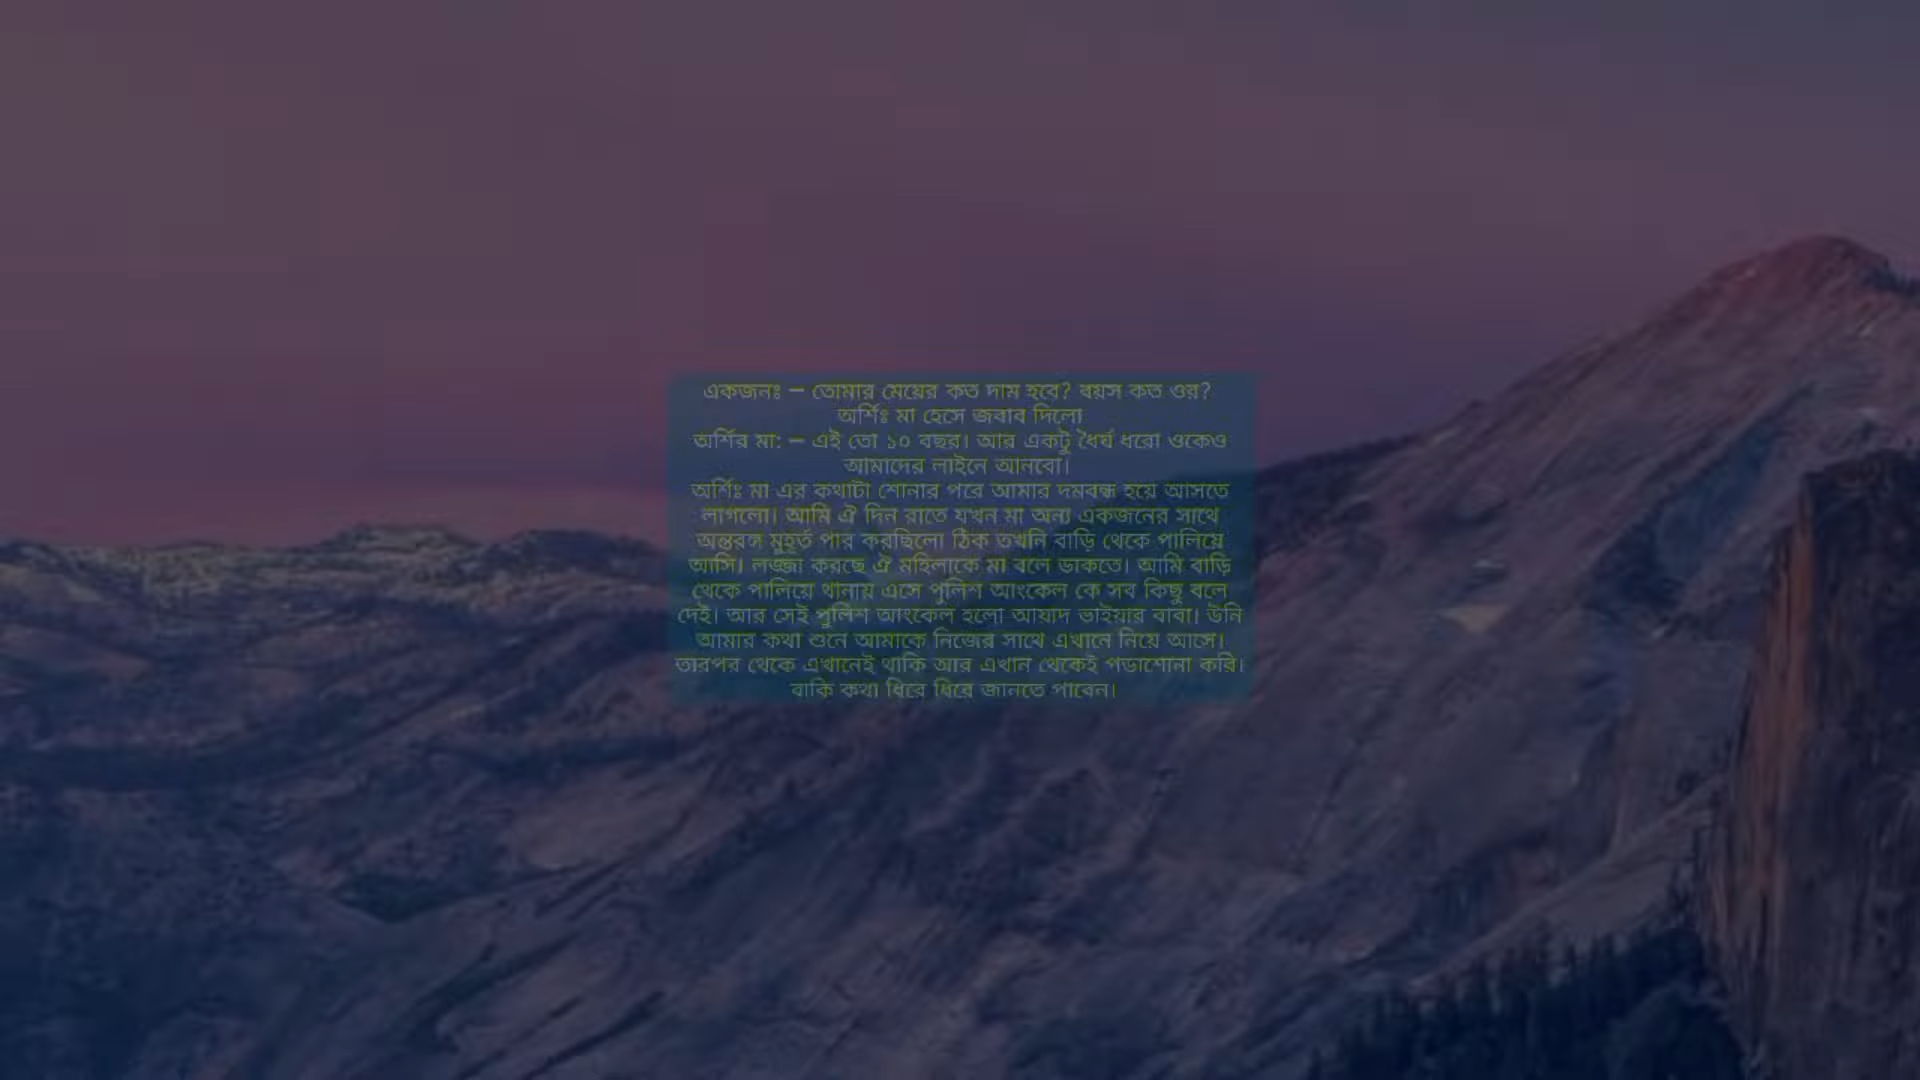 একজনঃ — তোমার মেয়ের কত দাম হবে? বয়স কত ওর?
অর্শিঃ মা হেসে জবাব দিলো
অর্শির মা: — এই তো ১০ বছর। আর একটু ধৈর্য ধরো ওকেও
আমাদের লাইনে আনবো।
অর্শিঃ মা এর কথাটা শোনার পরে আমার দমবন্ধ হয়ে আসতে
লাগলো। আমি ঐ দিন রাতে যখন মা অন্য একজনের সাথে
অন্তরঙ্গ মুহূর্ত পার করছিলো ঠিক তখনি বাড়ি থেকে পালিয়ে
আসি। লজ্জা করছে ঐ মহিলাকে মা বলে ডাকতে। আমি বাড়ি
থেকে পালিয়ে থানায় এসে পুলিশ আংকেল কে সব কিছু বলে
দেই। আর সেই পুলিশ আংকেল হলো আয়াদ ভাইয়ার বাবা। উনি
আমার কথা শুনে আমাকে নিজের সাথে এখানে নিয়ে আসে।
তারপর থেকে এখানেই থাকি আর এখান থেকেই পড়াশোনা করি।
বাকি কথা ধিরে ধিরে জানতে পাবেন।